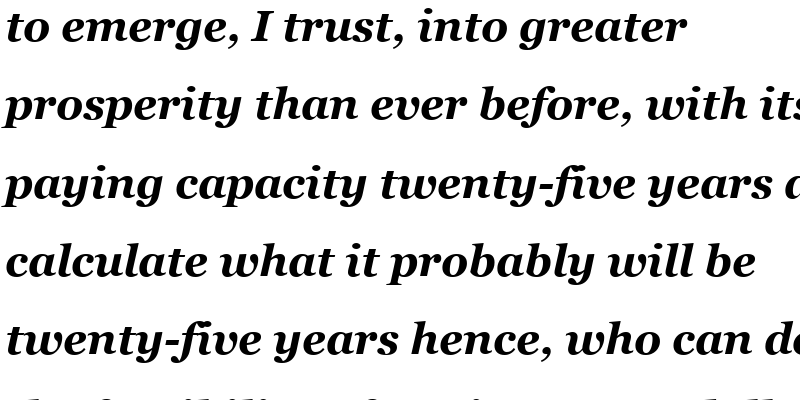 to emerge, I trust, into greater
prosperity than ever before, with its
paying capacity twenty-five years
calculate what it probably will be
twenty-five years hence, who can